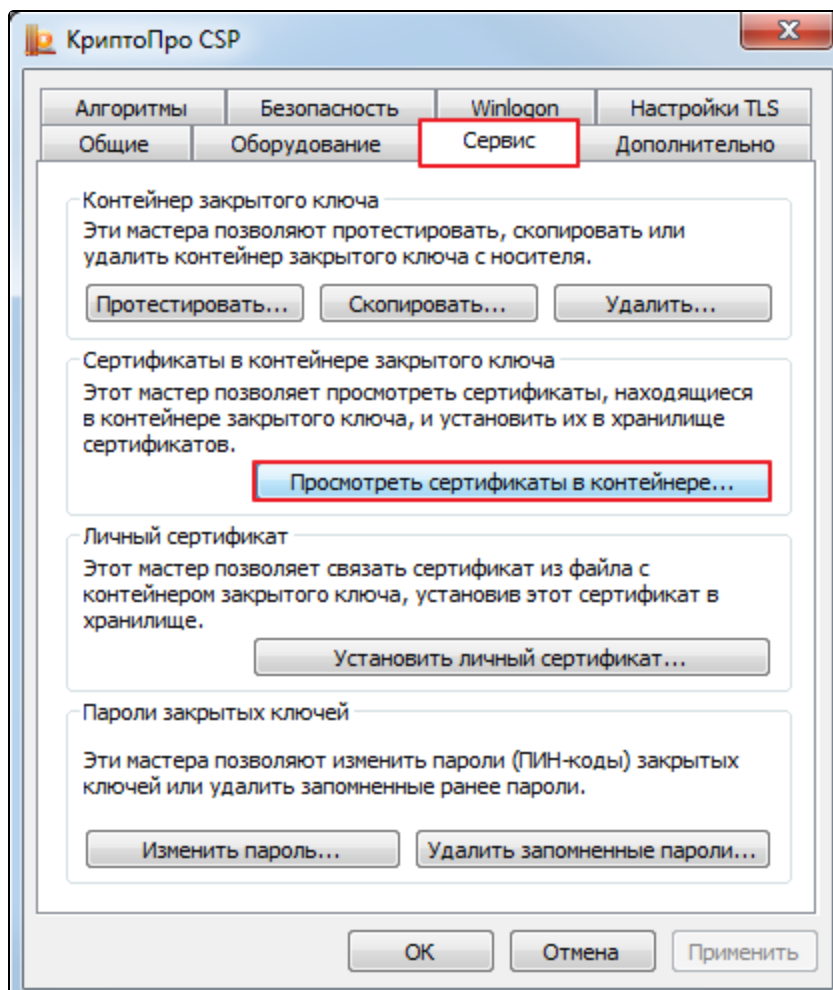 КриптоПро CSP
Алгоритмы Безопасность Winlogon Настройки TLS
Общие Оборудование Сервис Дополнительно
Контейнер закрытого ключа
Эти мастера позволяют протестировать, скопировать или
удалить контейнер закрытого ключа с носителя.
Протестировать... Скопировать... Удалить...
Сертификаты в контейнере закрытого ключа
Этот мастер позволяет просмотреть сертификаты, находящиеся
в контейнере закрытого ключа, и установить их в хранилище
сертификатов.
Просмотреть сертификаты в контейнере...
Личный сертификат
Этот мастер позволяет связать сертификат из файла с
контейнером закрытого ключа, установив этот сертификат в
хранилище.
Установить личный сертификат...
Пароли закрытых ключей
Эти мастера позволяют изменить пароли (ПИН-коды) закрытых
ключей или удалить запомненные ранее пароли.
Изменить пароль... Удалить запомненные пароли...
ОК Отмена Применить